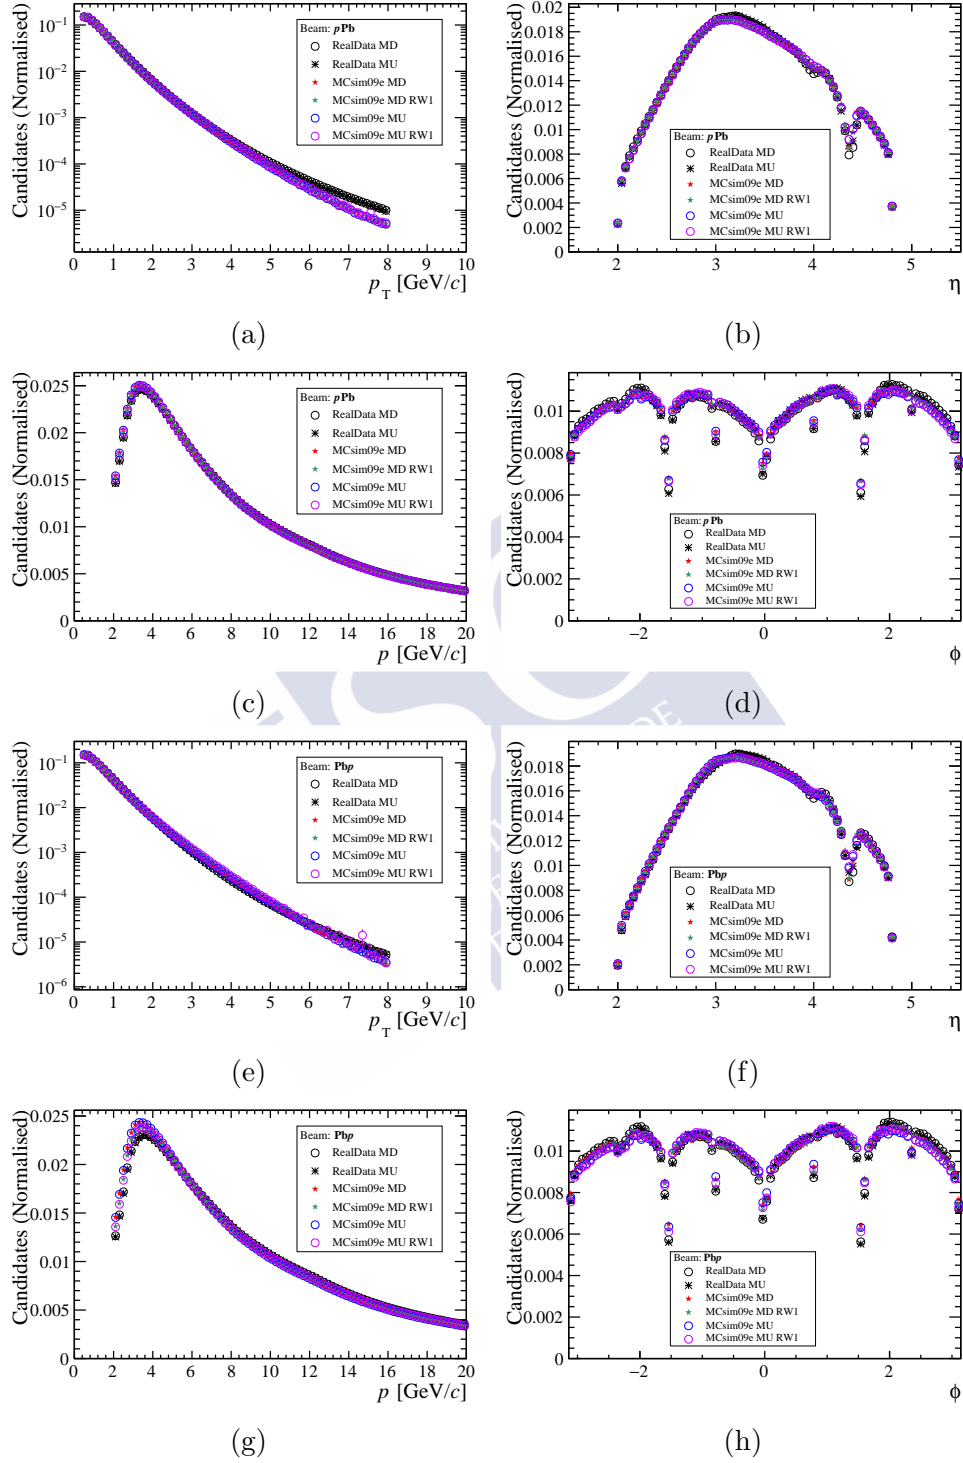 Candidates (Normalised)
10⁻¹
10⁻²
10⁻³
10⁻⁴
10⁻⁵
Beam: pPb
RealData MD
RealData MU
MCsim09e MD
MCsim09e MD RW1
MCsim09e MU
MCsim09e MU RW1
0 1 2 3 4 5 6 7 8 9 10
p_T [GeV/c]
(a)
Candidates (Normalised)
0.02
0.018
0.016
0.014
0.012
0.01
0.008
0.006
0.004
0.002
0
Beam: pPb
RealData MD
RealData MU
MCsim09e MD
MCsim09e MD RW1
MCsim09e MU
MCsim09e MU RW1
2 3 4 5
η
(b)
Candidates (Normalised)
0.025
0.02
0.015
0.01
0.005
0
Beam: pPb
RealData MD
RealData MU
MCsim09e MD
MCsim09e MD RW1
MCsim09e MU
MCsim09e MU RW1
0 2 4 6 8 10 12 14 16 18 20
p [GeV/c]
(c)
Candidates (Normalised)
0.01
0.008
0.006
0.004
0.002
0
Beam: pPb
RealData MD
RealData MU
MCsim09e MD
MCsim09e MD RW1
MCsim09e MU
MCsim09e MU RW1
−2 0 2
ϕ
(d)
Candidates (Normalised)
10⁻¹
10⁻²
10⁻³
10⁻⁴
10⁻⁵
10⁻⁶
Beam: Pbp
RealData MD
RealData MU
MCsim09e MD
MCsim09e MD RW1
MCsim09e MU
MCsim09e MU RW1
0 1 2 3 4 5 6 7 8 9 10
p_T [GeV/c]
(e)
Candidates (Normalised)
0.018
0.016
0.014
0.012
0.01
0.008
0.006
0.004
0.002
0
Beam: Pbp
RealData MD
RealData MU
MCsim09e MD
MCsim09e MD RW1
MCsim09e MU
MCsim09e MU RW1
2 3 4 5
η
(f)
Candidates (Normalised)
0.025
0.02
0.015
0.01
0.005
0
Beam: Pbp
RealData MD
RealData MU
MCsim09e MD
MCsim09e MD RW1
MCsim09e MU
MCsim09e MU RW1
0 2 4 6 8 10 12 14 16 18 20
p [GeV/c]
(g)
Candidates (Normalised)
0.01
0.008
0.006
0.004
0.002
0
Beam: Pbp
RealData MD
RealData MU
MCsim09e MD
MCsim09e MD RW1
MCsim09e MU
MCsim09e MU RW1
−2 0 2
ϕ
(h)